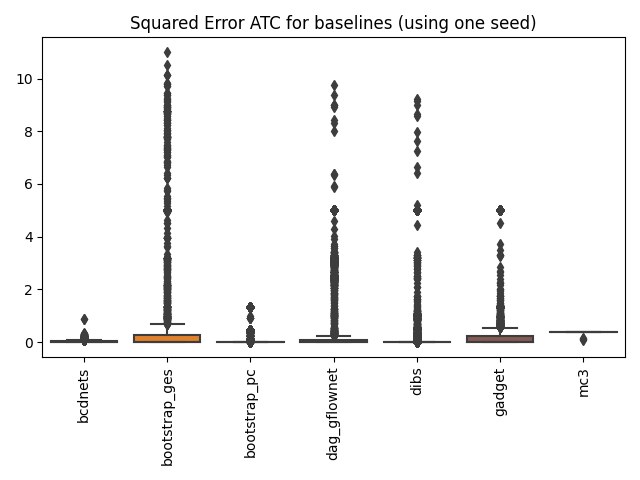 Squared Error ATC for baselines (using one seed)
10
8
6
4
2
0
bcdnets
bootstrap_ges
bootstrap_pc
dag_gflownet
dibs
gadget
mc3